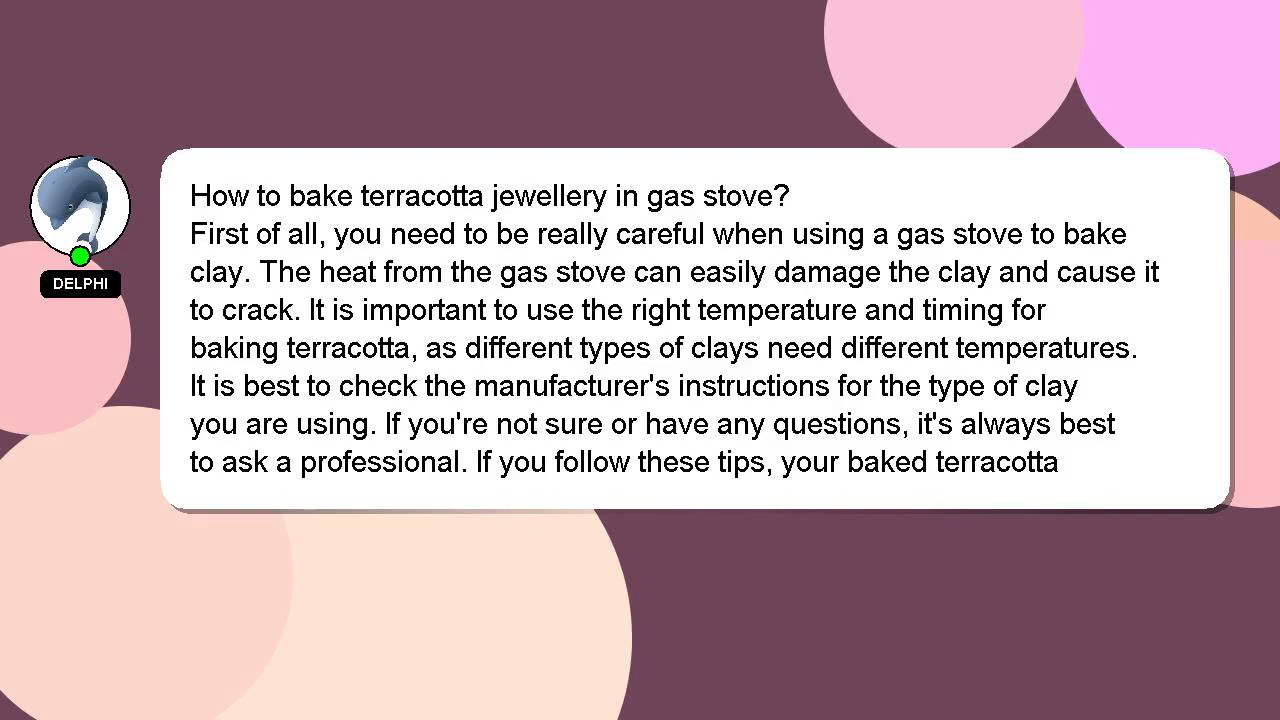 How to bake terracotta jewellery in gas stove?
First of all, you need to be really careful when using a gas stove to bake
clay. The heat from the gas stove can easily damage the clay and cause it
to crack. It is important to use the right temperature and timing for
baking terracotta, as different types of clays need different temperatures.
It is best to check the manufacturer's instructions for the type of clay
you are using. If you're not sure or have any questions, it's always best
to ask a professional. If you follow these tips, your baked terracotta
DELPHI